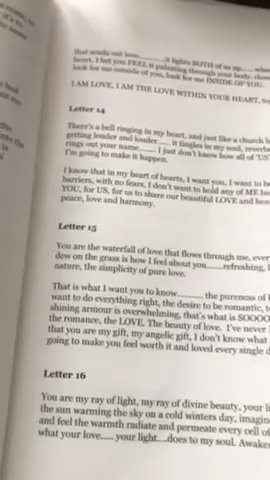 that sends out love............it lights BOTH of us up.....
heart. I bet you FEEL it pulsating through your body,
look for me outside of you, look for me INSIDE OF YOU.
I AM LOVE, I AM THE LOVE WITHIN YOUR HEART,
Letter 14
There's a bell ringing in my heart, and just like a church
getting louder and louder...... it tingles in my soul,
rings out your name....... I just don't know how all of 'US'
I'm going to make it happen.
I know that in my heart of hearts, I want you, I want to
barriers, with no fears, I don't want to hold any of ME
YOU, for US, for us to share our beautiful LOVE and
peace, love and harmony.
Letter 15
You are the waterfall of love that flows through me,
dew on the grass is how I feel about you.......refreshing,
nature, the simplicity of pure love.
That is what I want you to know........... the pureness of
want to do everything right, the desire to be romantic,
shining armour is overwhelming, that's what is
the romance, the LOVE. The beauty of love. I've never
that you are my gift, my angelic gift, I don't know what
going to make you feel worth it and loved every single
Letter 16
You are my ray of light, my ray of divine beauty, your
the sun warming the sky on a cold winters day,
and feel the warmth radiate and permeate every cell of
what your love..... your light....does to my soul.